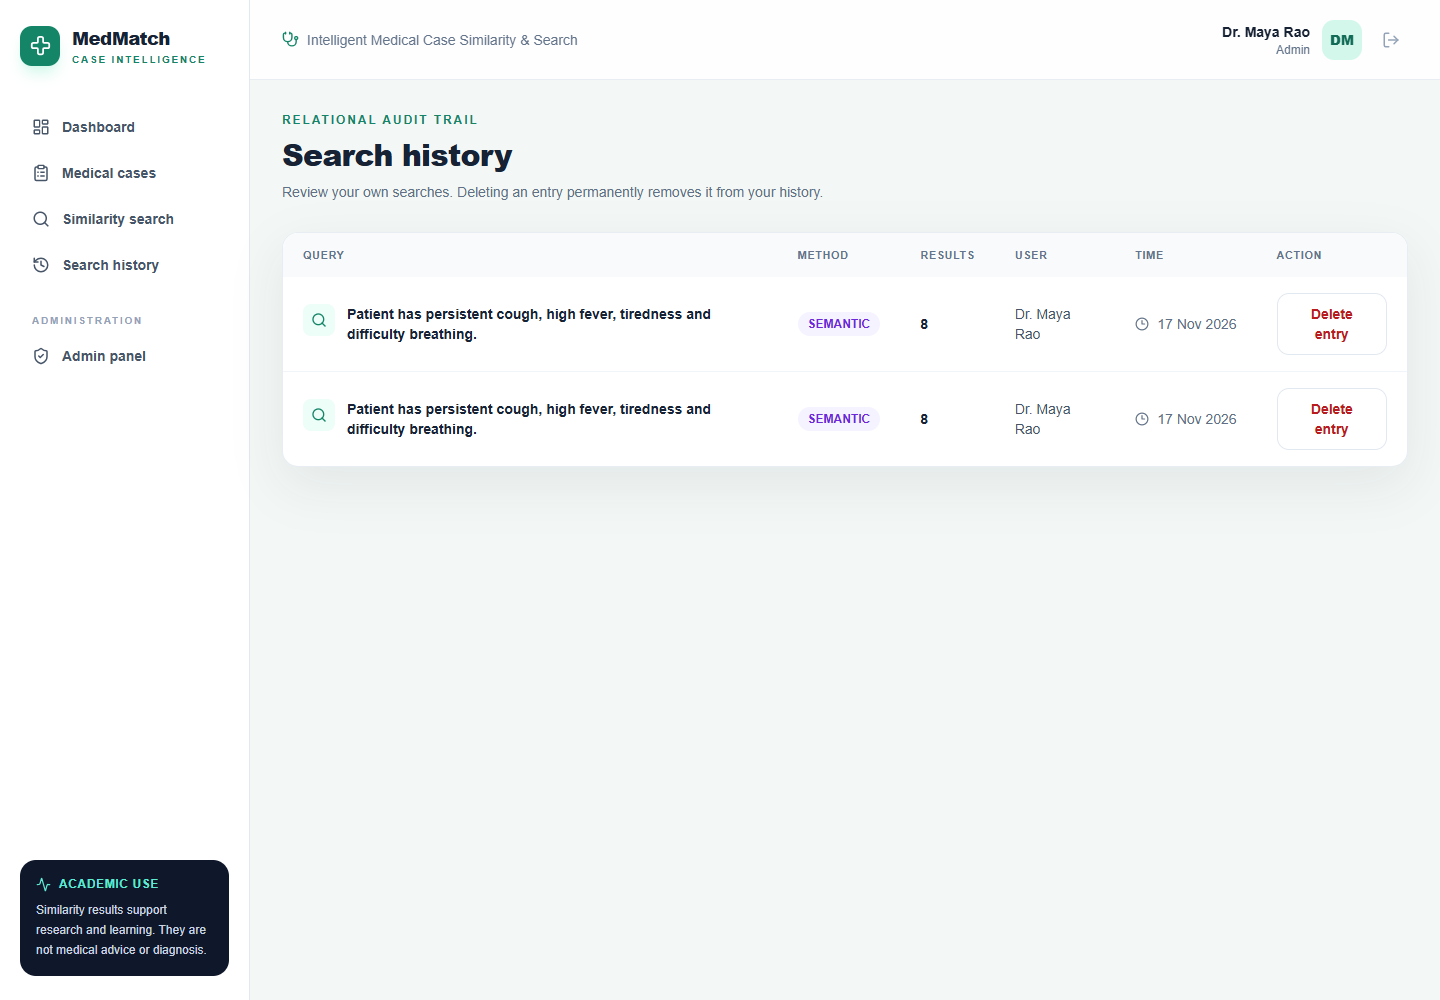 MedMatch
CASE INTELLIGENCE
Dashboard
Medical cases
Similarity search
Search history
ADMINISTRATION
Admin panel
ACADEMIC USE
Similarity results support
research and learning. They are
not medical advice or diagnosis.
Intelligent Medical Case Similarity & Search
Dr. Maya Rao
Admin
DM
RELATIONAL AUDIT TRAIL
Search history
Review your own searches. Deleting an entry permanently removes it from your history.
QUERY METHOD RESULTS USER TIME ACTION
Patient has persistent cough, high fever, tiredness and
difficulty breathing.
SEMANTIC
8
Dr. Maya
Rao
17 Nov 2026
Delete
entry
Patient has persistent cough, high fever, tiredness and
difficulty breathing.
SEMANTIC
8
Dr. Maya
Rao
17 Nov 2026
Delete
entry